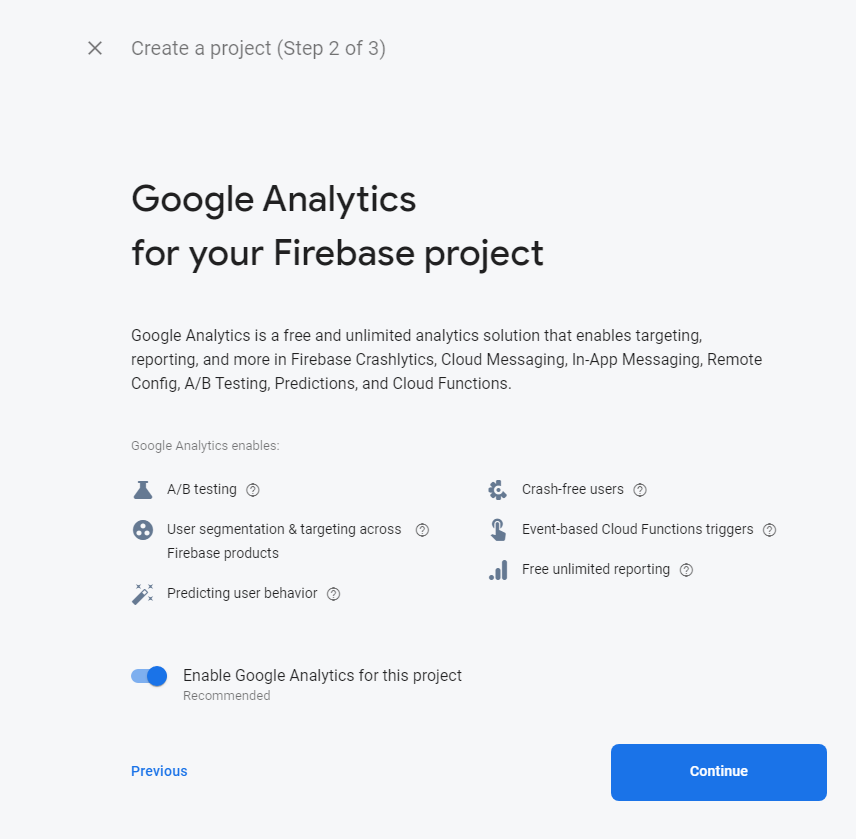 Create a project (Step 2 of 3)
Google Analytics
for your Firebase project
Google Analytics is a free and unlimited analytics solution that enables targeting,
reporting, and more in Firebase Crashlytics, Cloud Messaging, In-App Messaging, Remote
Config, A/B Testing, Predictions, and Cloud Functions.
Google Analytics enables:
A/B testing
User segmentation & targeting across
Firebase products
Predicting user behavior
Crash-free users
Event-based Cloud Functions triggers
Free unlimited reporting
Enable Google Analytics for this project
Recommended
Previous
Continue